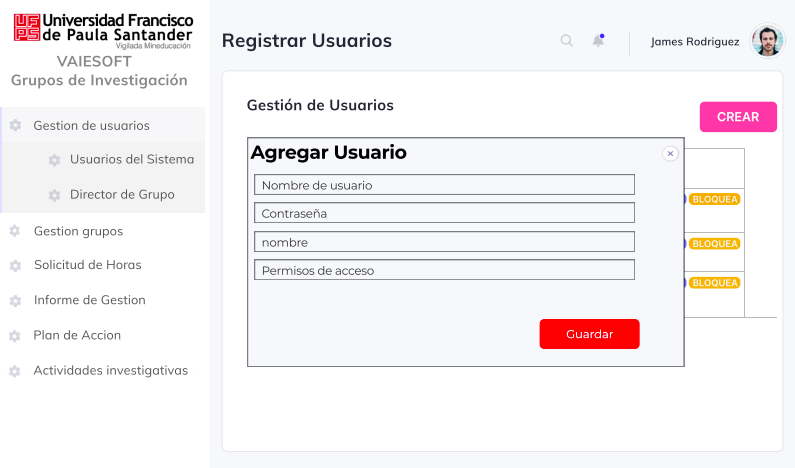 UFPS Universidad Francisco
de Paula Santander
Vigilada Mineducación
VAIESOFT
Grupos de Investigación
Gestion de usuarios
Usuarios del Sistema
Director de Grupo
Gestion grupos
Solicitud de Horas
Informe de Gestion
Plan de Accion
Actividades investigativas
Registrar Usuarios
James Rodriguez
Gestión de Usuarios
CREAR
Agregar Usuario
Nombre de usuario
Contraseña
nombre
Permisos de acceso
Guardar
BLOQUEA
BLOQUEA
BLOQUEA